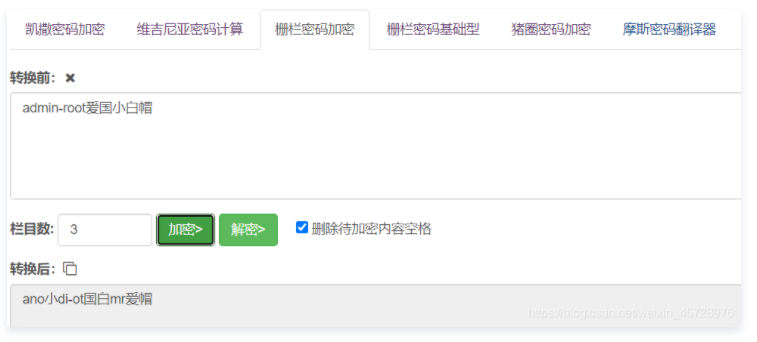 凯撒密码加密 维吉尼亚密码计算 栅栏密码加密 栅栏密码基础型 猪圈密码加密 摩斯密码翻译器
转换前: ✖
admin-root爱国小白帽
栏目数: 3 加密> 解密> 删除待加密内容空格
转换后:
ano小di-ot国白mr爱帽
https://blog.csdn.net/weixin_45728976